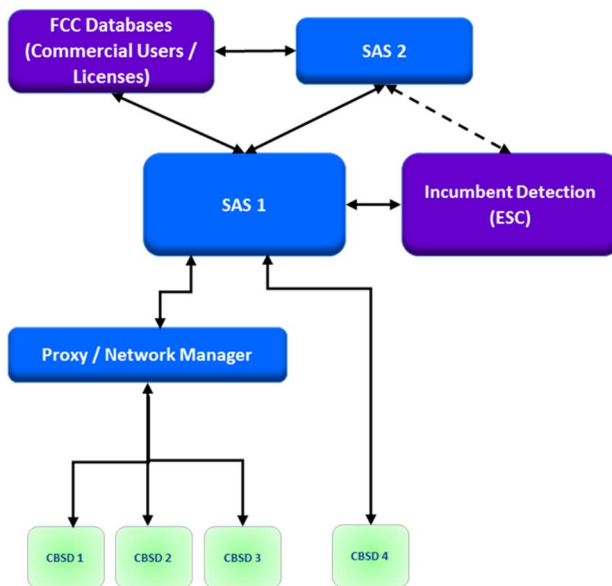 FCC Databases
(Commercial Users /
Licenses)
SAS 2
SAS 1
Incumbent Detection
(ESC)
Proxy / Network Manager
CBSD 1
CBSD 2
CBSD 3
CBSD 4